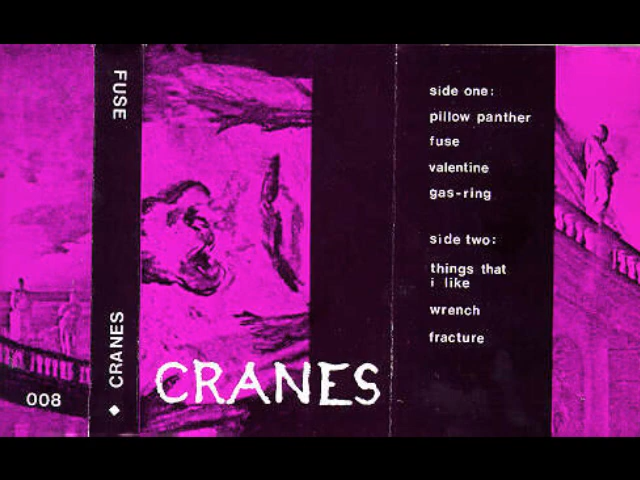 FUSE
CRANES
008
CRANES
side one:
pillow panther
fuse
valentine
gas-ring
side two:
things that
i like
wrench
fracture